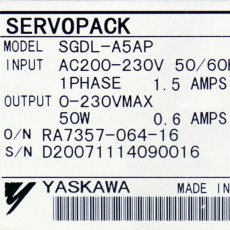 SERVOPACK
MODEL SGDL-A5AP
INPUT AC200-230V 50/60
1PHASE 1.5 AMPS
OUTPUT 0-230VMAX
50W 0.6 AMPS
O/N RA7357-064-16
S/N D20071114090016
YASKAWA MADE IN